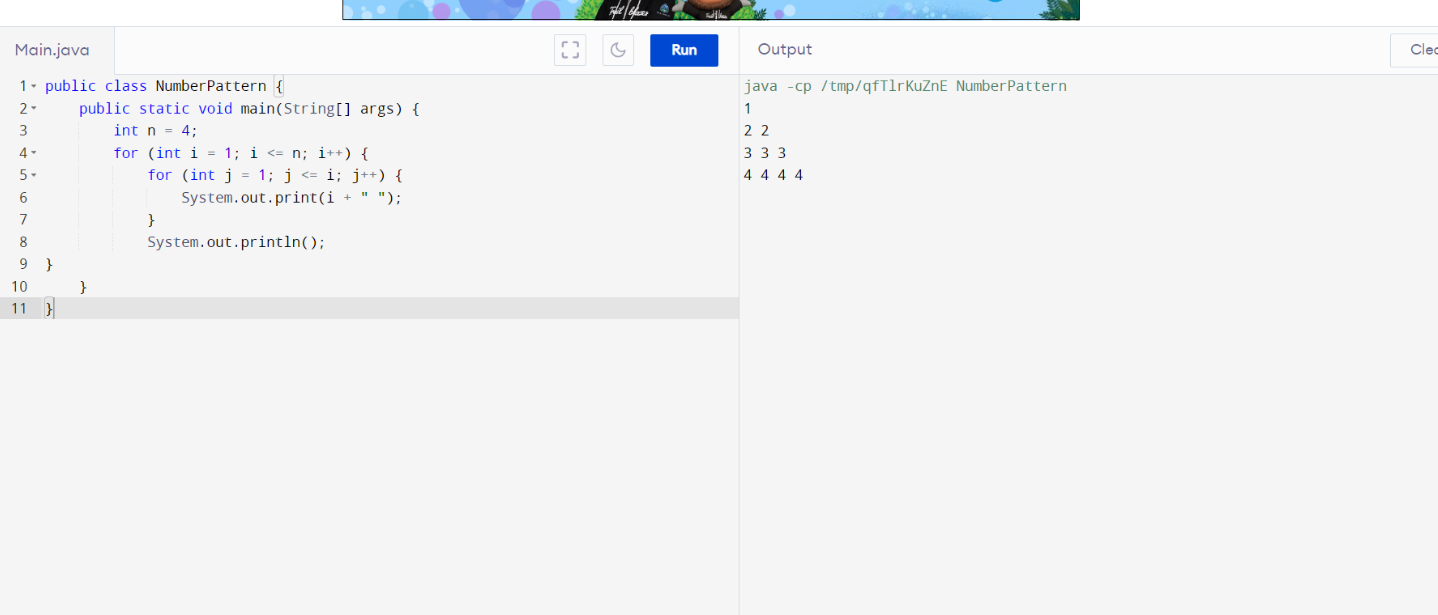 Main.java
Run
Output
1 public class NumberPattern {
2     public static void main(String[] args) {
3         int n = 4;
4         for (int i = 1; i <= n; i++) {
5             for (int j = 1; j <= i; j++) {
6                 System.out.print(i + " ");
7             }
8             System.out.println();
9 }
10     }
11 }
java -cp /tmp/qfTlrKuZnE NumberPattern
1
2 2
3 3 3
4 4 4 4